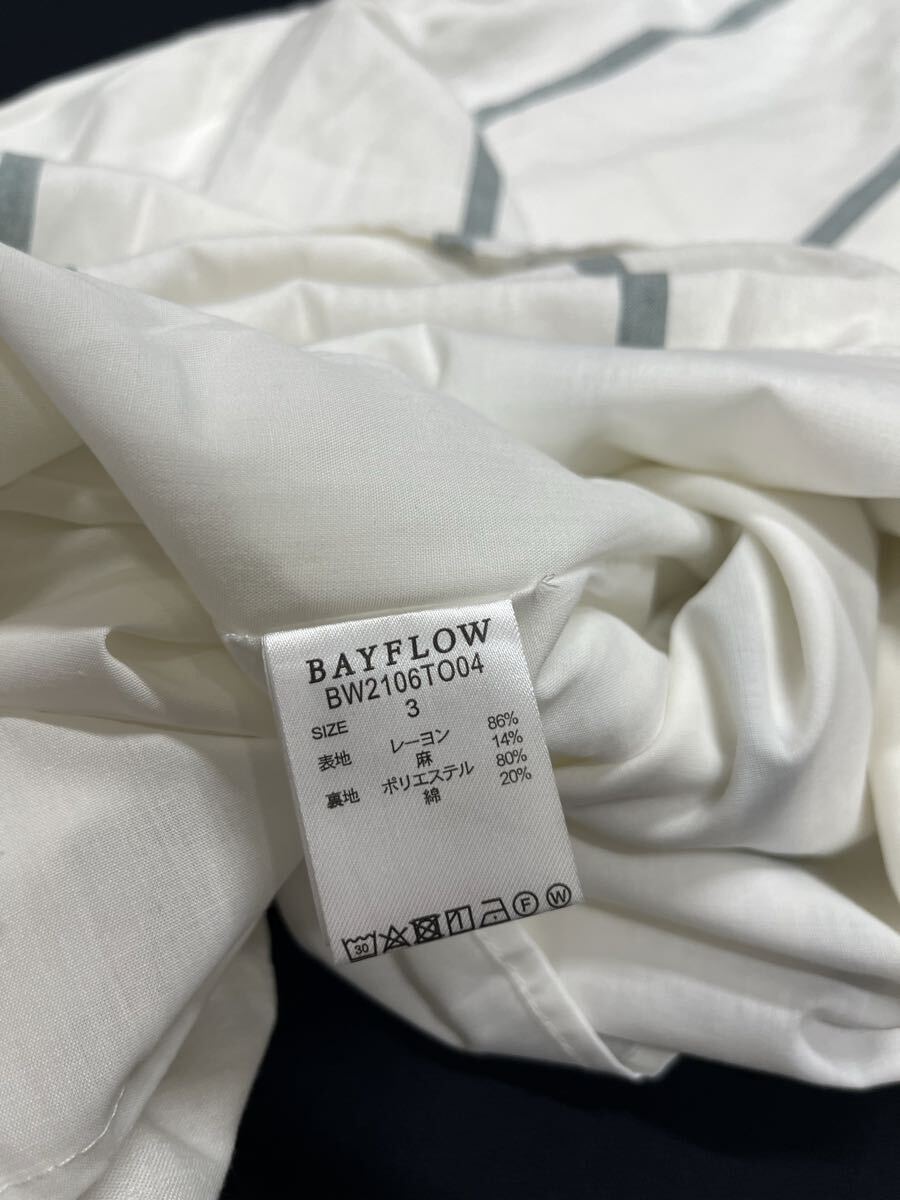 BAYFLOW
BW2106TO04
SIZE 3
表地 レーヨン 86%
麻 14%
裏地 ポリエステル 80%
綿 20%
30 F W